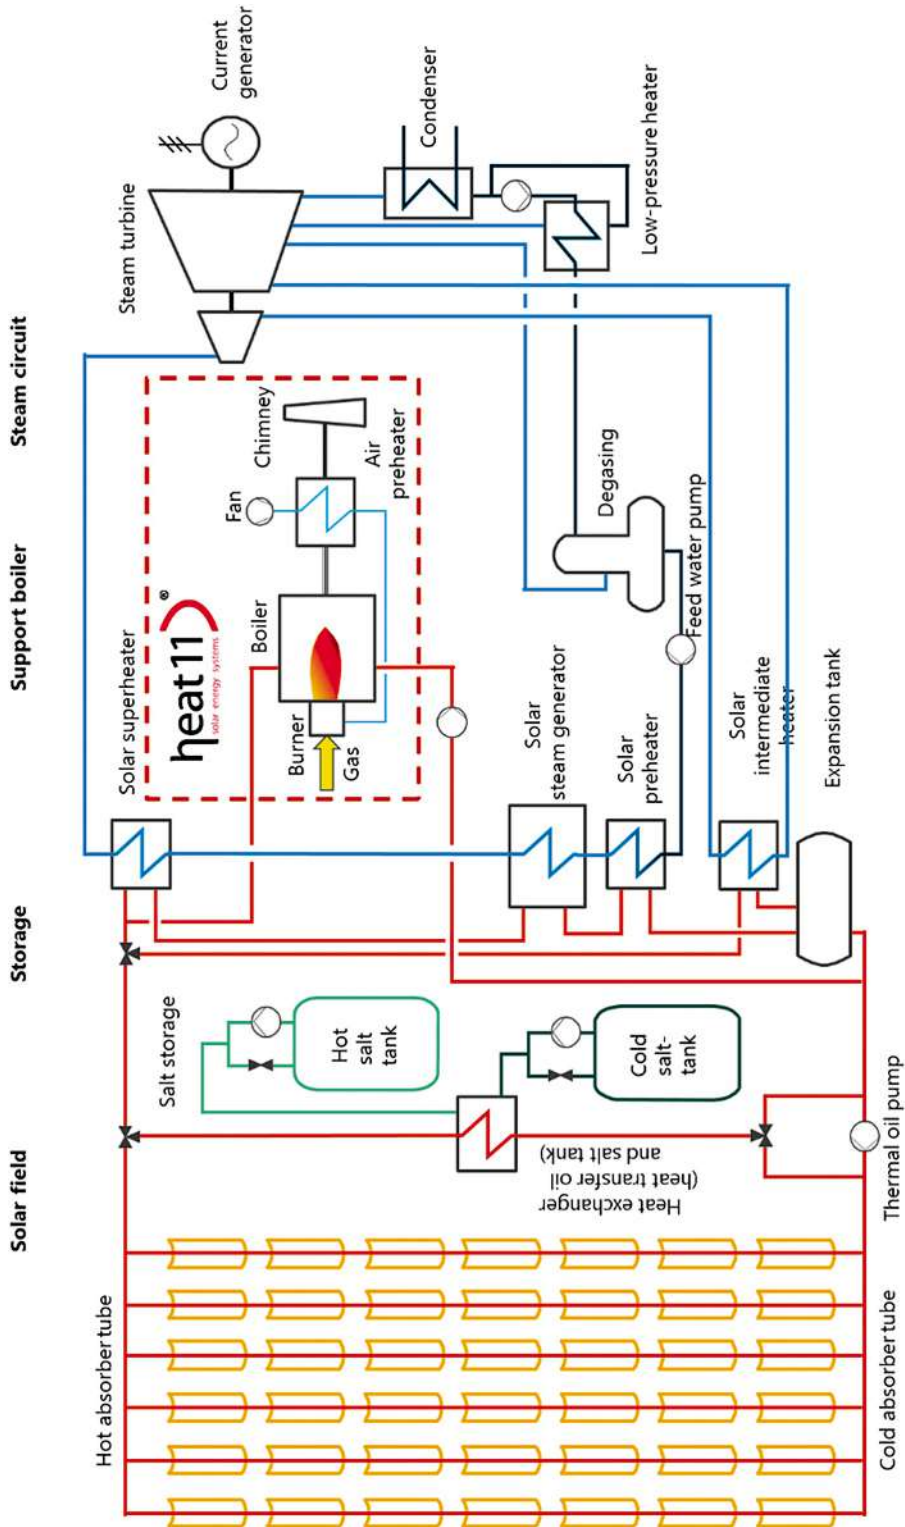 Solar field
Storage
Support boiler
Steam circuit
Hot absorber tube
Salt storage
Hot
salt
tank
Cold
salt-
tank
Heat exchanger
(heat transfer oil
and salt tank)
Thermal oil pump
Cold absorber tube
Solar superheater
heat11®
solar energy systems
Burner
Gas
Boiler
Fan
Chimney
Air
preheater
Solar
steam generator
Solar
preheater
Feed water pump
Degasing
Solar
intermediate
heater
Expansion tank
Steam turbine
Current
generator
Condenser
Low-pressure heater